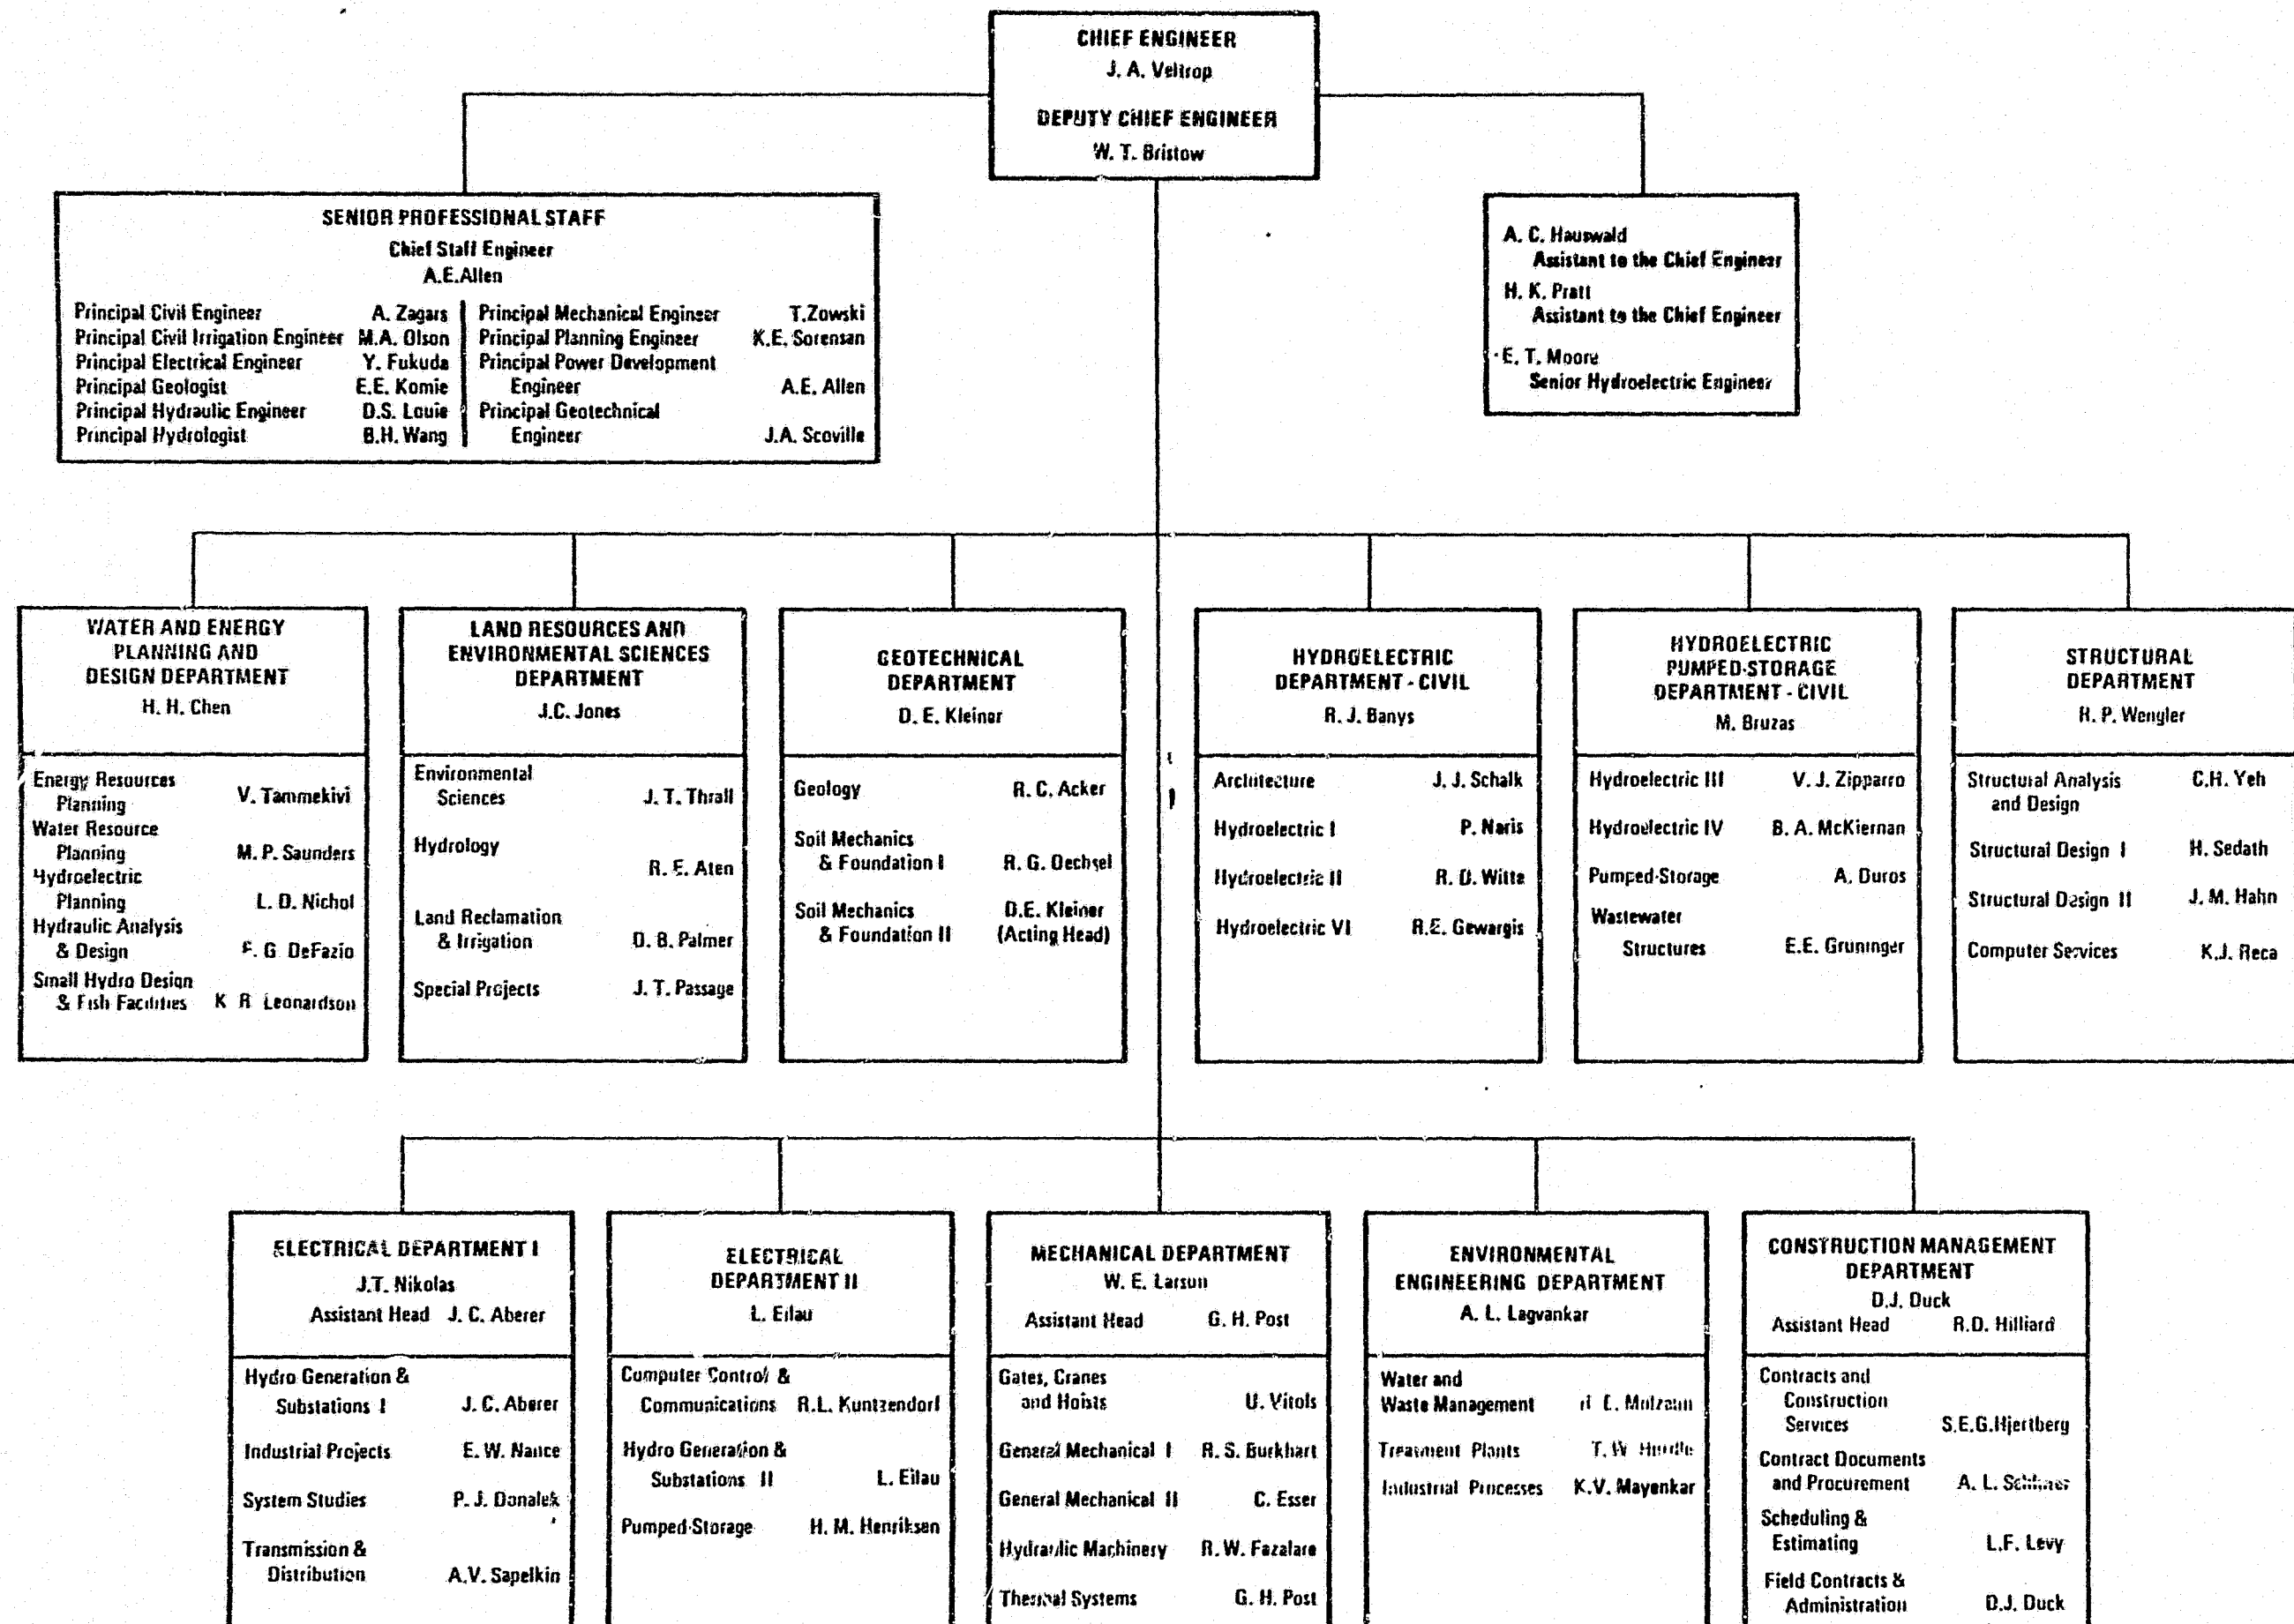 CHIEF ENGINEER
J. A. Veltrop
DEPUTY CHIEF ENGINEER
W. T. Bristow
SENIOR PROFESSIONAL STAFF
Chief Staff Engineer
A.E.Allen
Principal Civil Engineer A. Zagars
Principal Civil Irrigation Engineer M.A. Olson
Principal Electrical Engineer Y. Fukuda
Principal Geologist E.E. Komie
Principal Hydraulic Engineer D.S. Louie
Principal Hydrologist B.H. Wang
Principal Mechanical Engineer T.Zowski
Principal Planning Engineer K.E. Sorensen
Principal Power Development
Engineer A.E. Allen
Principal Geotechnical
Engineer J.A. Scoville
A. C. Hauswald
Assistant to the Chief Engineer
H. K. Pratt
Assistant to the Chief Engineer
E. T. Moore
Senior Hydroelectric Engineer
WATER AND ENERGY
PLANNING AND
DESIGN DEPARTMENT
H. H. Chen
Energy Resources
Planning V. Tammekivi
Water Resource
Planning M. P. Saunders
Hydroelectric
Planning L. D. Nichol
Hydraulic Analysis
& Design F. G DeFazio
Small Hydro Design
& Fish Facilities K R Leonardson
LAND RESOURCES AND
ENVIRONMENTAL SCIENCES
DEPARTMENT
J.C. Jones
Environmental
Sciences J. T. Thrall
Hydrology
R. E. Aten
Land Reclamation
& Irrigation D. B. Palmer
Special Projects J. T. Passage
GEOTECHNICAL
DEPARTMENT
D. E. Kleiner
Geology R. C. Acker
Soil Mechanics
& Foundation I R. G. Oechsel
Soil Mechanics D.E. Kleiner
& Foundation II (Acting Head)
HYDROELECTRIC
DEPARTMENT - CIVIL
R. J. Banys
Architecture J. J. Schalk
Hydroelectric I P. Naris
Hydroelectric II R. D. Witte
Hydroelectric VI R.E. Gewargis
HYDROELECTRIC
PUMPED-STORAGE
DEPARTMENT - CIVIL
M. Bruzas
Hydroelectric III V. J. Zipparro
Hydroelectric IV B. A. McKiernan
Pumped-Storage A. Duros
Wastewater
Structures E.E. Gruninger
STRUCTURAL
DEPARTMENT
H. P. Wengler
Structural Analysis C.H. Yeh
and Design
Structural Design I H. Sedath
Structural Design II J. M. Hahn
Computer Services K.J. Reca
ELECTRICAL DEPARTMENT I
J.T. Nikolas
Assistant Head J. C. Aberer
Hydro Generation &
Substations I J. C. Aberer
Industrial Projects E. W. Nance
System Studies P. J. Donalek
Transmission &
Distribution A.V. Sapelkin
ELECTRICAL
DEPARTMENT II
L. Eilau
Computer Control &
Communications R.L. Kuntzendorf
Hydro Generation &
Substations II L. Eilau
Pumped-Storage H. M. Henriksen
MECHANICAL DEPARTMENT
W. E. Larson
Assistant Head G. H. Post
Gates, Cranes
and Hoists U. Vitols
General Mechanical I R. S. Burkhart
General Mechanical II C. Esser
Hydraulic Machinery R.W. Fazalare
Thermal Systems G. H. Post
ENVIRONMENTAL
ENGINEERING DEPARTMENT
A. L. Lagvankar
Water and
Waste Management
Treatment Plants T. W
Industrial Processes K.V. Mayenkar
CONSTRUCTION MANAGEMENT
DEPARTMENT
D.J. Duck
Assistant Head R.D. Hilliard
Contracts and
Construction
Services S.E.G.Hjertberg
Contract Documents
and Procurement A. L.
Scheduling &
Estimating L.F. Levy
Field Contracts &
Administration D.J. Duck